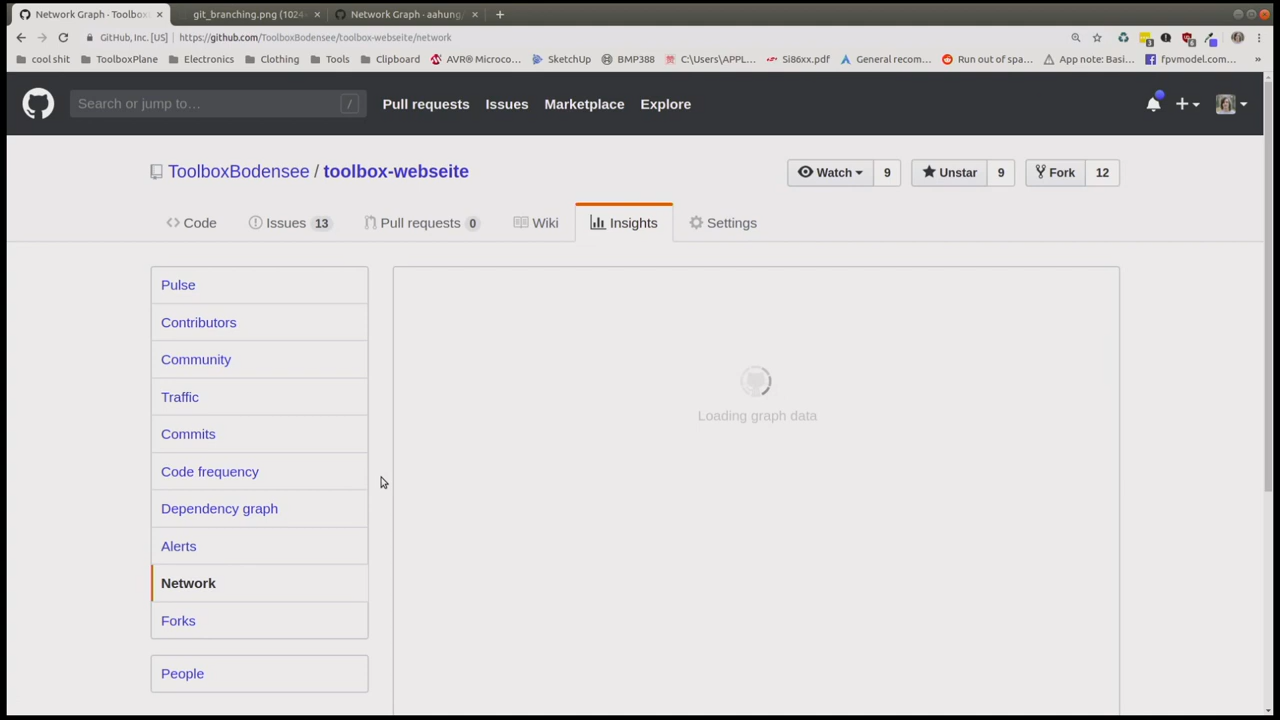 Network Graph · Toolbox
git_branching.png (1024
Network Graph · aahung/
GitHub, Inc. [US]
https://github.com/ToolboxBodensee/toolbox-webseite/network
cool shit
ToolboxPlane
Electronics
Clothing
Tools
Clipboard
AVR® Microco…
SketchUp
BMP388
C:\Users\APPL…
Si86xx.pdf
General recom…
Run out of spa…
App note: Basi…
fpvmodel.com…
»
Search or jump to…
/
Pull requests
Issues
Marketplace
Explore
ToolboxBodensee / toolbox-webseite
Watch 9
Unstar 9
Fork 12
Code
Issues 13
Pull requests 0
Wiki
Insights
Settings
Pulse
Contributors
Community
Traffic
Commits
Code frequency
Dependency graph
Alerts
Network
Forks
People
Loading graph data